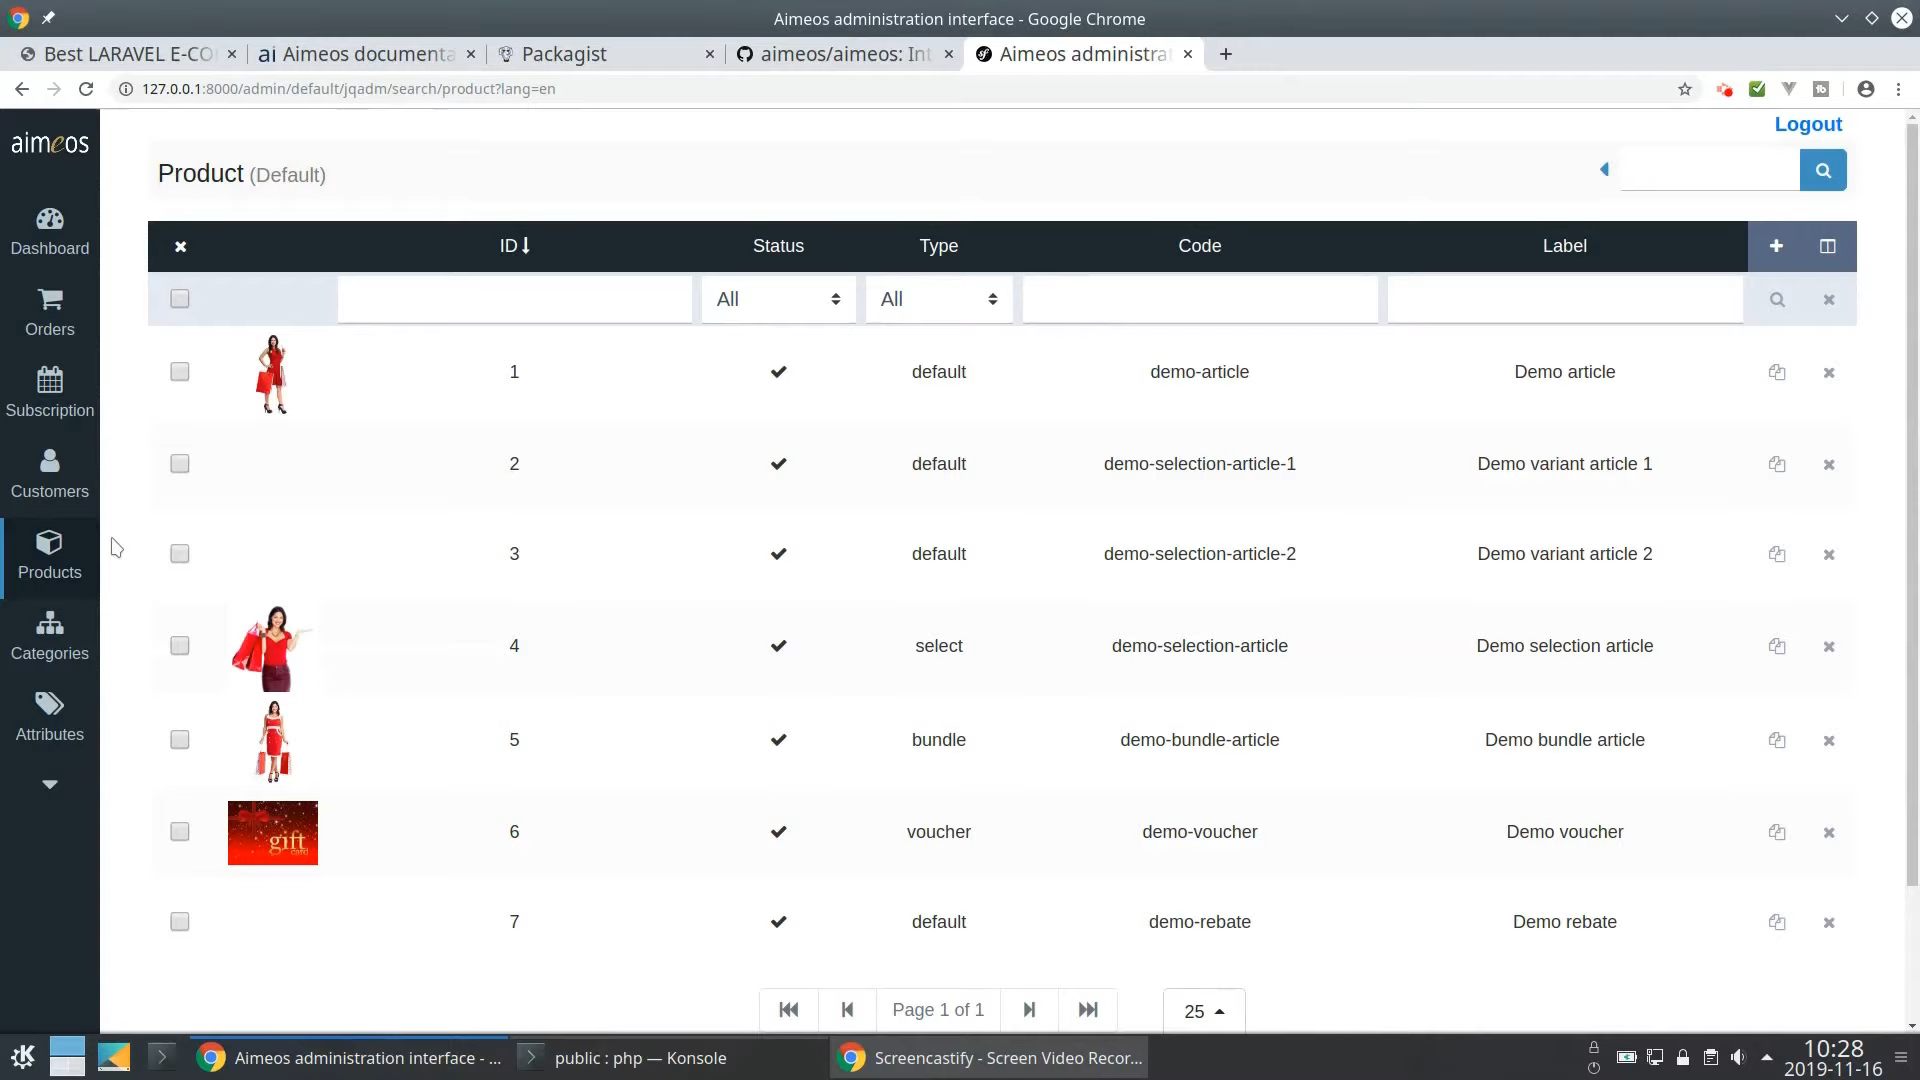 Aimeos administration interface - Google Chrome
Best LARAVEL E-CO
ai Aimeos documenta
Packagist
aimeos/aimeos: Int
Aimeos administra
127.0.0.1:8000/admin/default/jqadm/search/product?lang=en
aimeos
Logout
Product (Default)
ID Status Type Code Label
All All
1 default demo-article Demo article
2 default demo-selection-article-1 Demo variant article 1
3 default demo-selection-article-2 Demo variant article 2
4 select demo-selection-article Demo selection article
5 bundle demo-bundle-article Demo bundle article
gift
card
6 voucher demo-voucher Demo voucher
7 default demo-rebate Demo rebate
Page 1 of 1
25
Dashboard
Orders
Subscription
Customers
Products
Categories
Attributes
Aimeos administration interface - ...
public : php — Konsole
Screencastify - Screen Video Recor...
10:28
2019-11-16